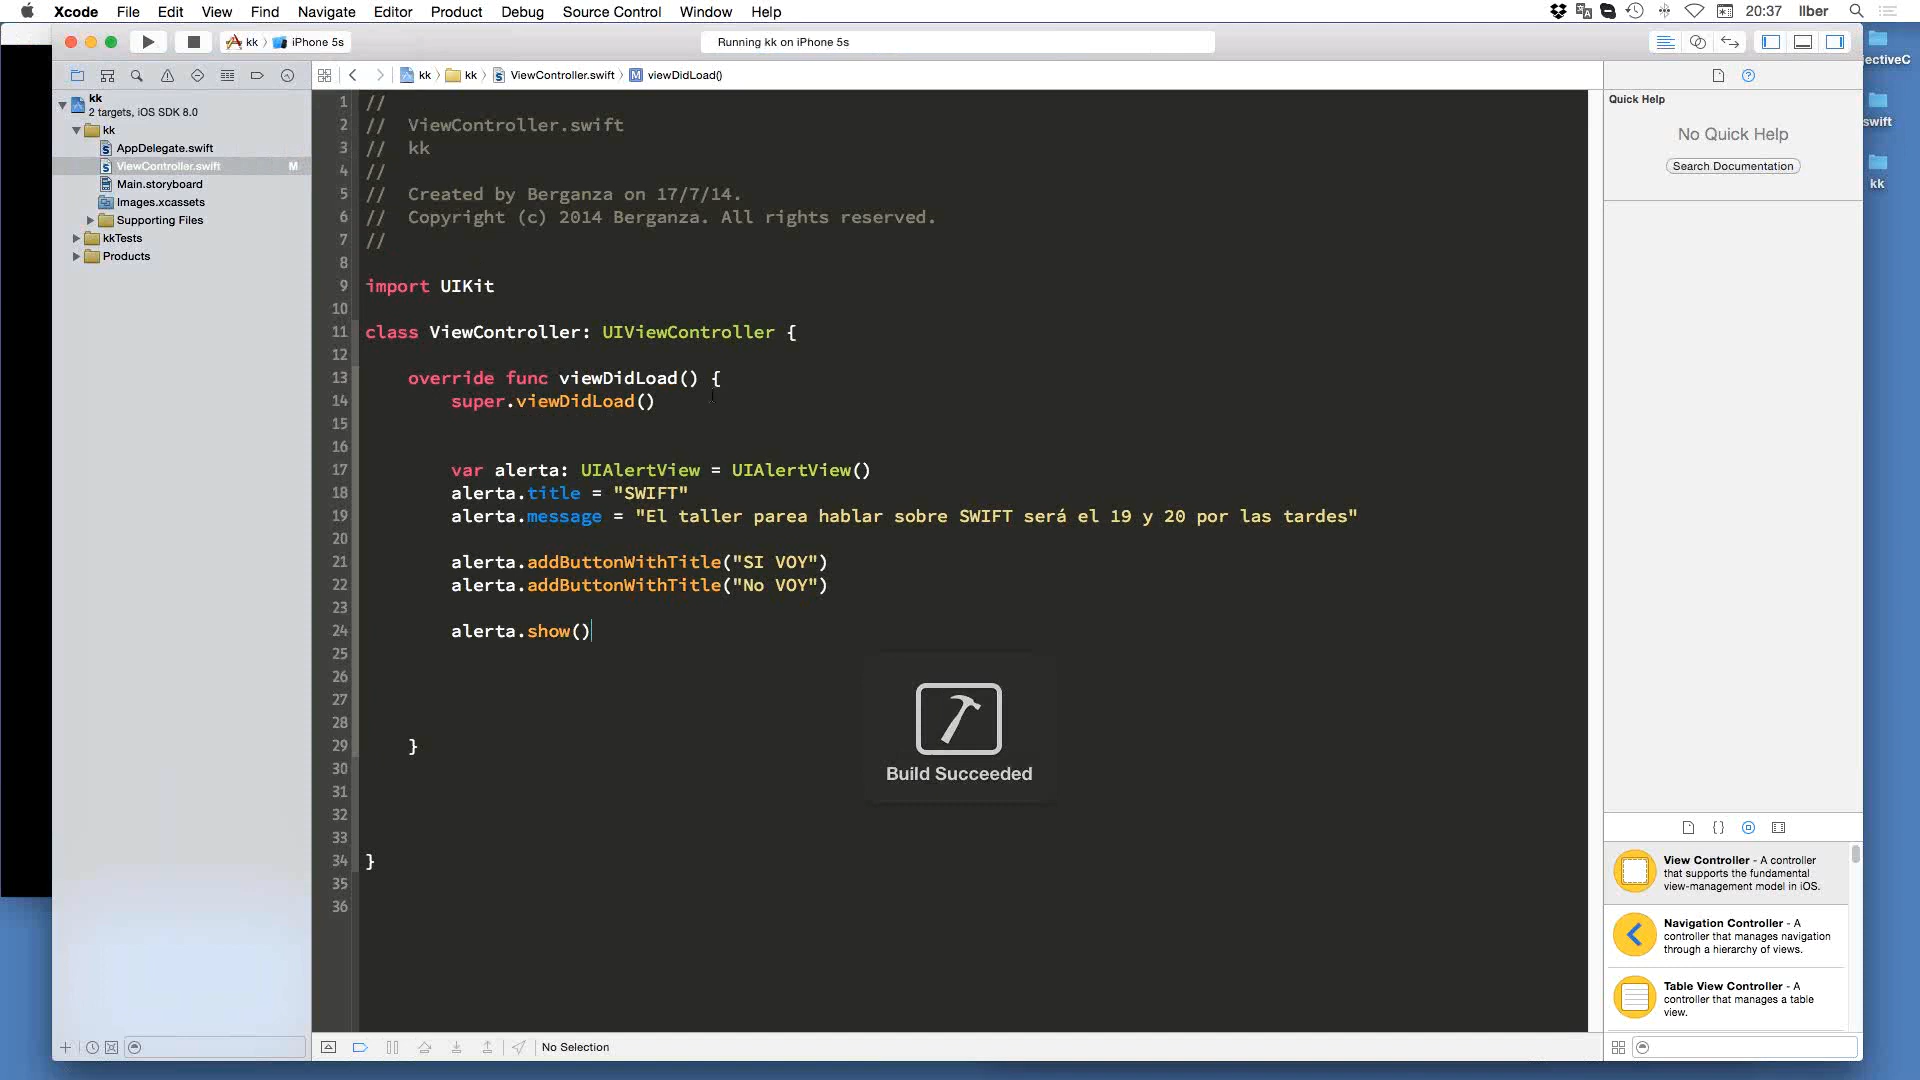 Xcode File Edit View Find Navigate Editor Product Debug Source Control Window Help 20:37 Ilber
kk iPhone 5s Running kk on iPhone 5s
kk kk ViewController.swift M viewDidLoad()
kk
2 targets, iOS SDK 8.0
kk
AppDelegate.swift
ViewController.swift M
Main.storyboard
Images.xcassets
Supporting Files
kkTests
Products
1 //
2 //  ViewController.swift
3 //  kk
4 //
5 //  Created by Berganza on 17/7/14.
6 //  Copyright (c) 2014 Berganza. All rights reserved.
7 //
8
9 import UIKit
10
11 class ViewController: UIViewController {
12
13     override func viewDidLoad() {
14         super.viewDidLoad()
15
16
17         var alerta: UIAlertView = UIAlertView()
18         alerta.title = "SWIFT"
19         alerta.message = "El taller parea hablar sobre SWIFT será el 19 y 20 por las tardes"
20
21         alerta.addButtonWithTitle("SI VOY")
22         alerta.addButtonWithTitle("No VOY")
23
24         alerta.show()
25
26
27
28
29     }
30
31
32
33
34 }
35
36
Build Succeeded
No Selection
Quick Help
No Quick Help
Search Documentation
View Controller - A controller
that supports the fundamental
view-management model in iOS.
Navigation Controller - A
controller that manages navigation
through a hierarchy of views.
Table View Controller - A
controller that manages a table
view.
ectiveC
swift
kk